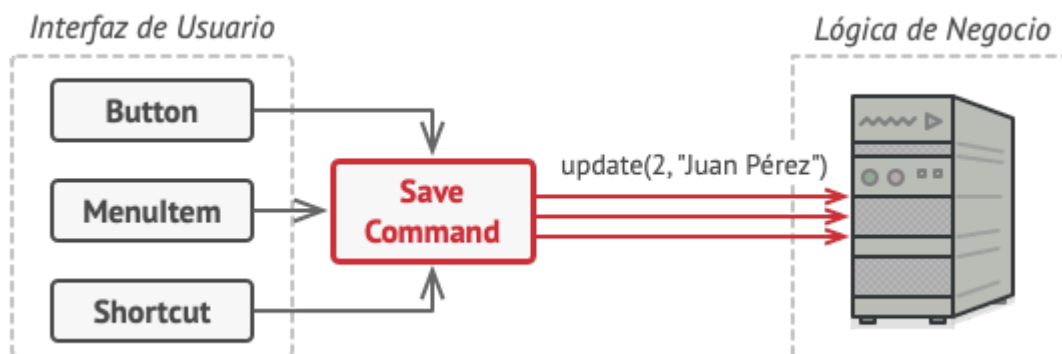 Interfaz de Usuario
Lógica de Negocio
Button
MenuItem
Shortcut
Save
Command
update(2, "Juan Pérez")